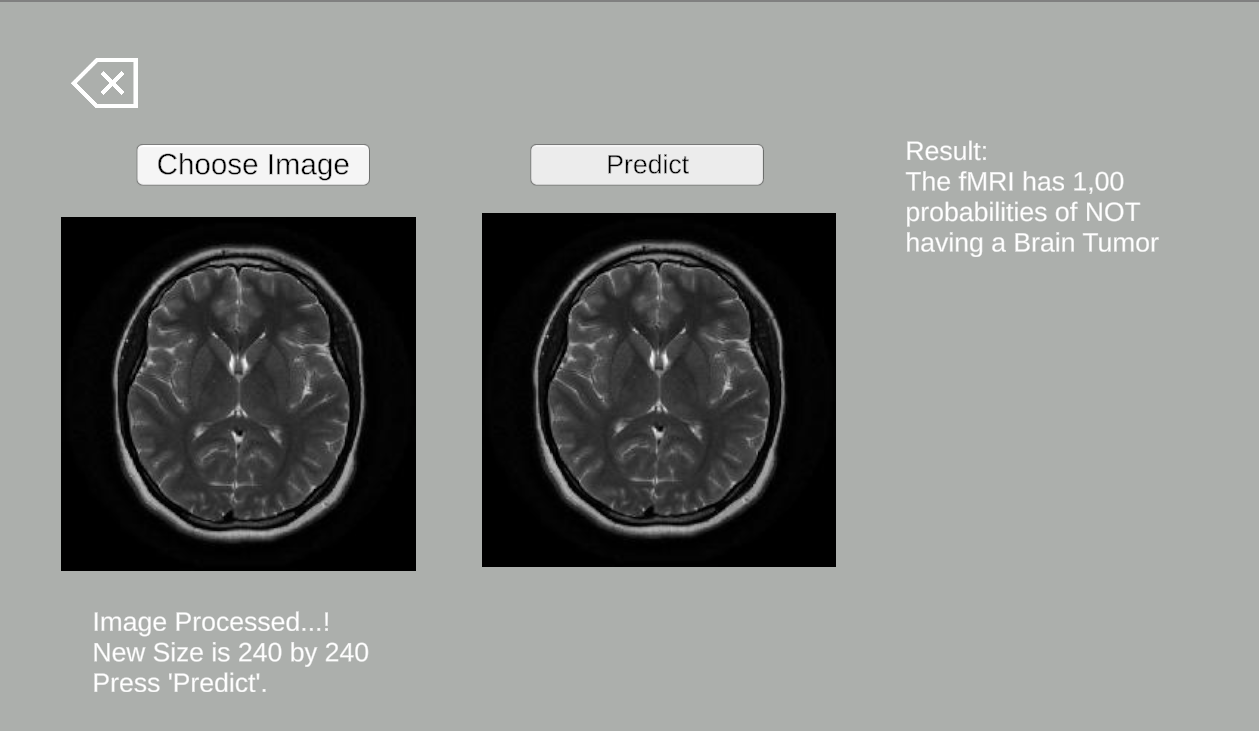 Choose Image
Predict
Result:
The fMRI has 1,00
probabilities of NOT
having a Brain Tumor
Image Processed...!
New Size is 240 by 240
Press 'Predict'.